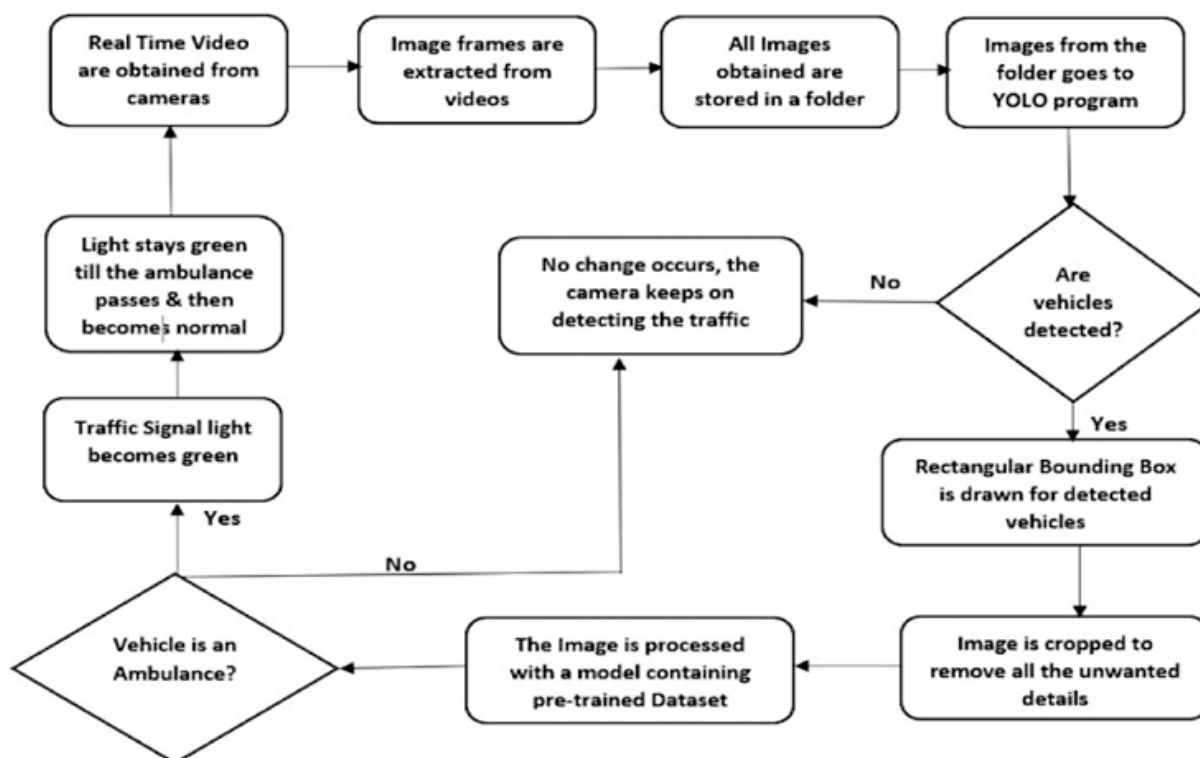 Real Time Video
are obtained from
cameras
Image frames are
extracted from
videos
All Images
obtained are
stored in a folder
Images from the
folder goes to
YOLO program
Are
vehicles
detected?
No
No change occurs, the
camera keeps on
detecting the traffic
Yes
Rectangular Bounding Box
is drawn for detected
vehicles
Image is cropped to
remove all the unwanted
details
The Image is processed
with a model containing
pre-trained Dataset
Vehicle is an
Ambulance?
No
Yes
Traffic Signal light
becomes green
Light stays green
till the ambulance
passes & then
becomes normal